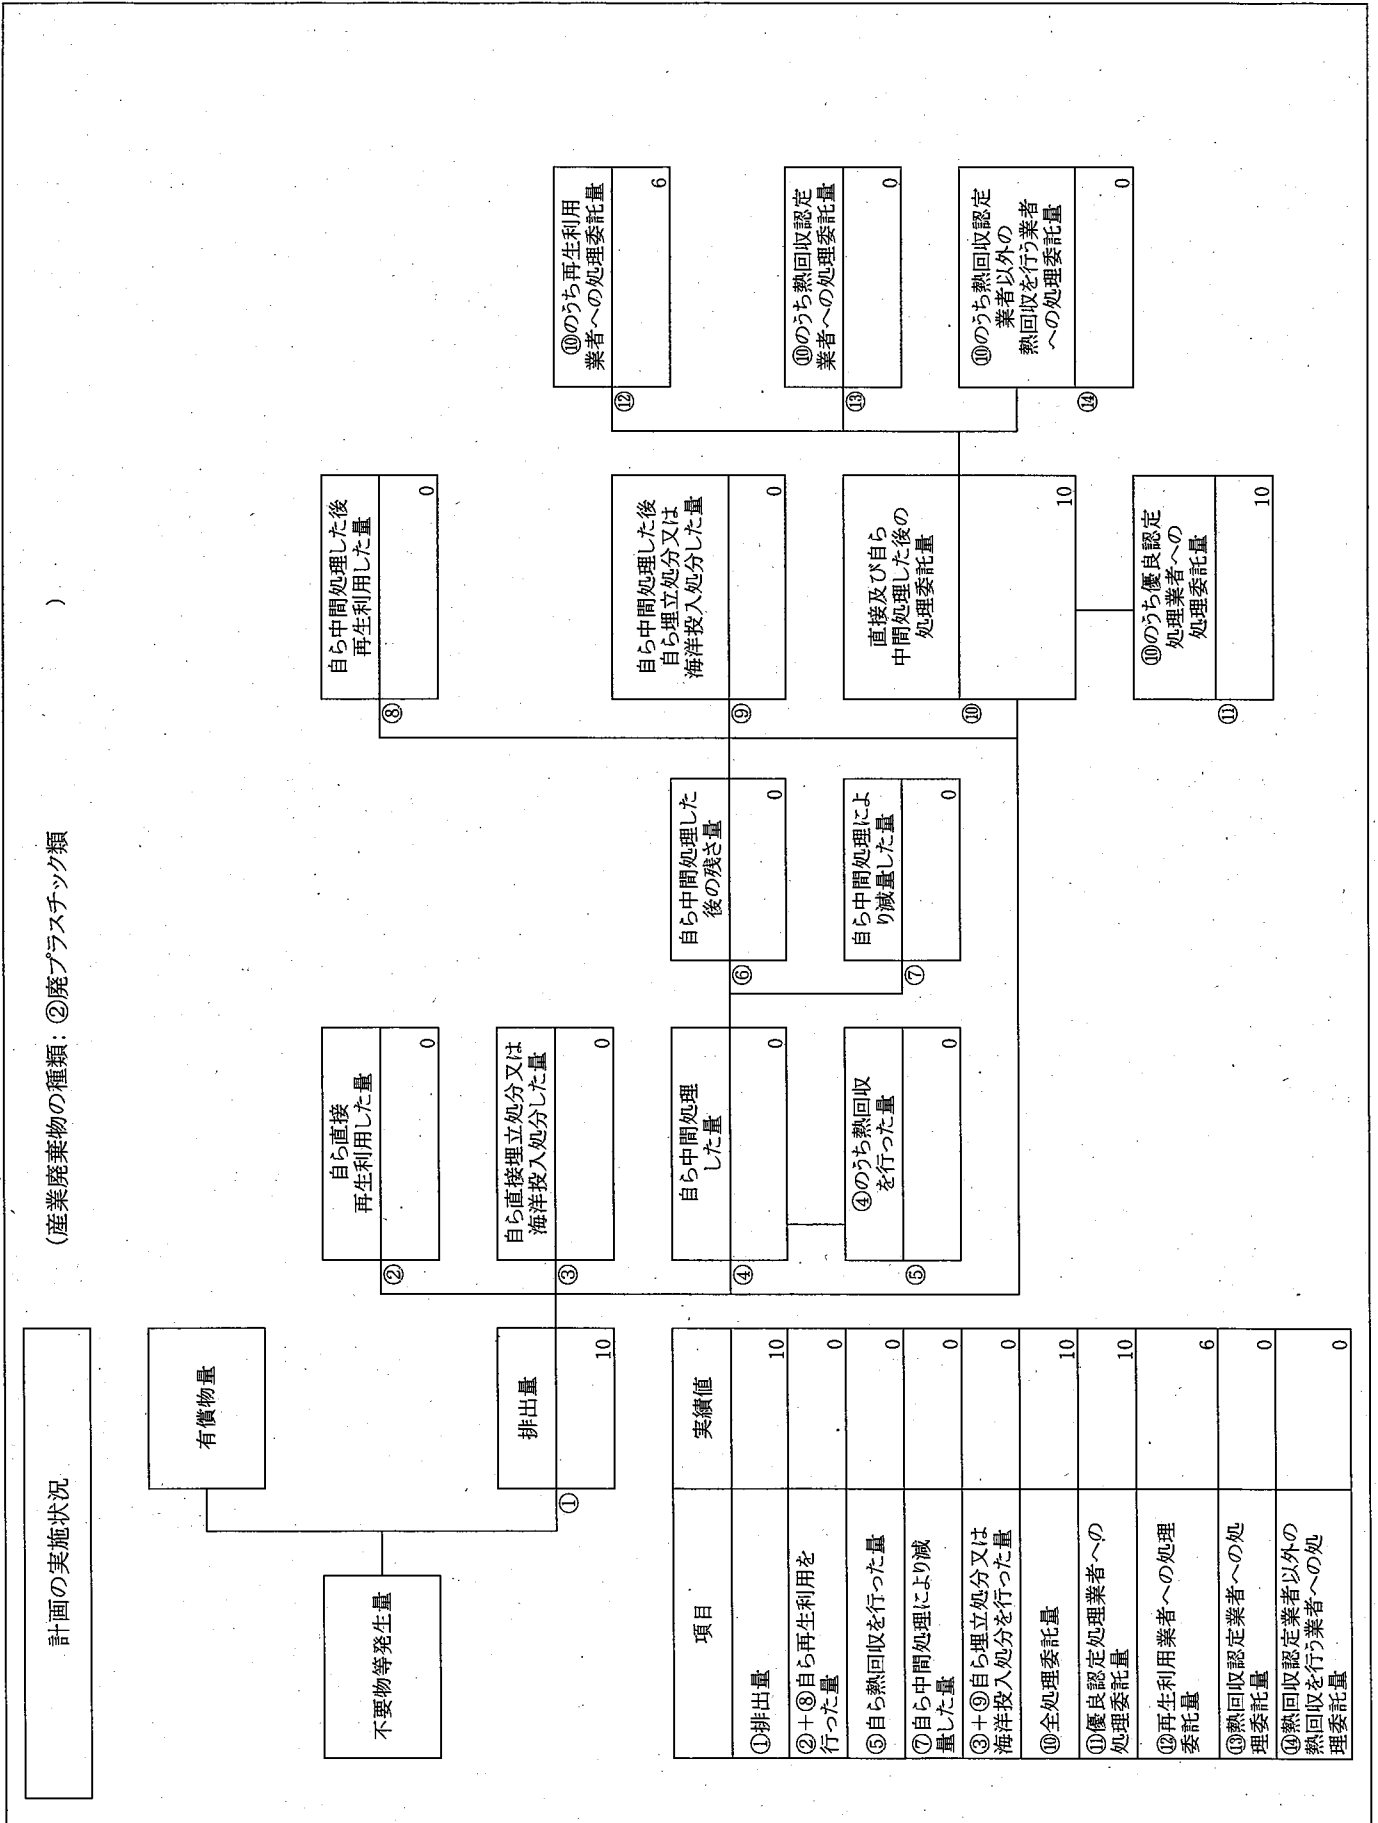 計画の実施状況
(産業廃棄物の種類：②廃プラスチック類 )
不要物等発生量
有償物量
①
排出量
10
②
自ら直接
再生利用した量
0
③
自ら直接埋立処分又は
海洋投入処分した量
0
④
自ら中間処理
した量
0
⑤
④のうち熱回収
を行った量
0
⑥
自ら中間処理した
後の残さ量
0
⑦
自ら中間処理によ
り減量した量
0
⑧
自ら中間処理した後
再生利用した量
0
⑨
自ら中間処理した後
自ら埋立処分又は
海洋投入処分した量
0
⑩
直接及び自ら
中間処理した後の
処理委託量
10
⑪
⑩のうち優良認定
処理業者への
処理委託量
10
⑫
⑩のうち再生利用
業者への処理委託量
6
⑬
⑩のうち熱回収認定
業者への処理委託量
0
⑭
⑩のうち熱回収認定
業者以外の
熱回収を行う業者
への処理委託量
0
項目 実績値
①排出量 10
②＋⑧自ら再生利用を
行った量 0
⑤自ら熱回収を行った量 0
⑦自ら中間処理により減
量した量 0
③＋⑨自ら埋立処分又は
海洋投入処分を行った量 0
⑩全処理委託量 10
⑪優良認定処理業者への
処理委託量 10
⑫再生利用業者への処理
委託量 6
⑬熱回収認定業者への処
理委託量 0
⑭熱回収認定業者以外の
熱回収を行う業者への処
理委託量 0